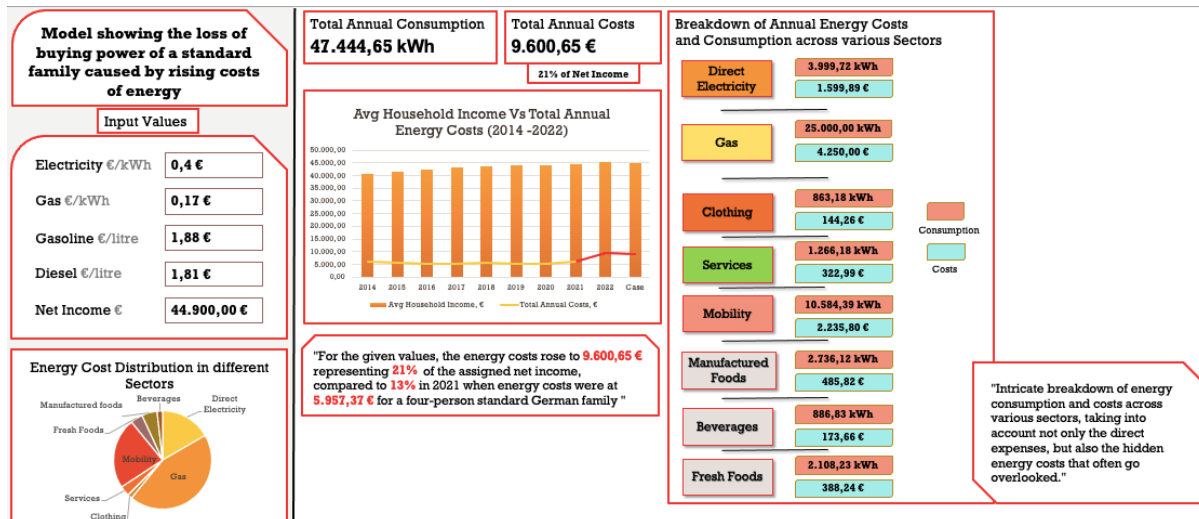 Model showing the loss of
buying power of a standard
family caused by rising costs
of energy
Input Values
Electricity €/kWh
0,4 €
Gas €/kWh
0,17 €
Gasoline €/litre
1,88 €
Diesel €/litre
1,81 €
Net Income €
44.900,00 €
Energy Cost Distribution in different
Sectors
Beverages
Manufactured foods
Direct
Electricity
Fresh Foods
Mobility
Gas
Services
Clothing
Total Annual Consumption
47.444,65 kWh
Total Annual Costs
9.600,65 €
21% of Net Income
Avg Household Income Vs Total Annual
Energy Costs (2014 -2022)
50.000,00
45.000,00
40.000,00
35.000,00
30.000,00
25.000,00
20.000,00
15.000,00
10.000,00
5.000,00
0,00
2014 2015 2016 2017 2018 2019 2020 2021 2022 Case
Avg Household Income, € Total Annual Costs, €
"For the given values, the energy costs rose to 9.600,65 €
representing 21% of the assigned net income,
compared to 13% in 2021 when energy costs were at
5.957,37 € for a four-person standard German family "
Breakdown of Annual Energy Costs
and Consumption across various Sectors
Direct
Electricity
3.999,72 kWh
1.599,89 €
Gas
25.000,00 kWh
4.250,00 €
Clothing
863,18 kWh
144,26 €
Services
1.266,18 kWh
322,99 €
Mobility
10.584,39 kWh
2.235,80 €
Manufactured
Foods
2.736,12 kWh
485,82 €
Beverages
886,83 kWh
173,66 €
Fresh Foods
2.108,23 kWh
388,24 €
Consumption
Costs
"Intricate breakdown of energy
consumption and costs across
various sectors, taking into
account not only the direct
expenses, but also the hidden
energy costs that often go
overlooked."